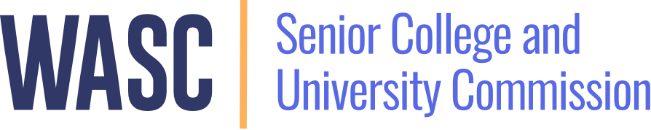 WASC
Senior College and
University Commission